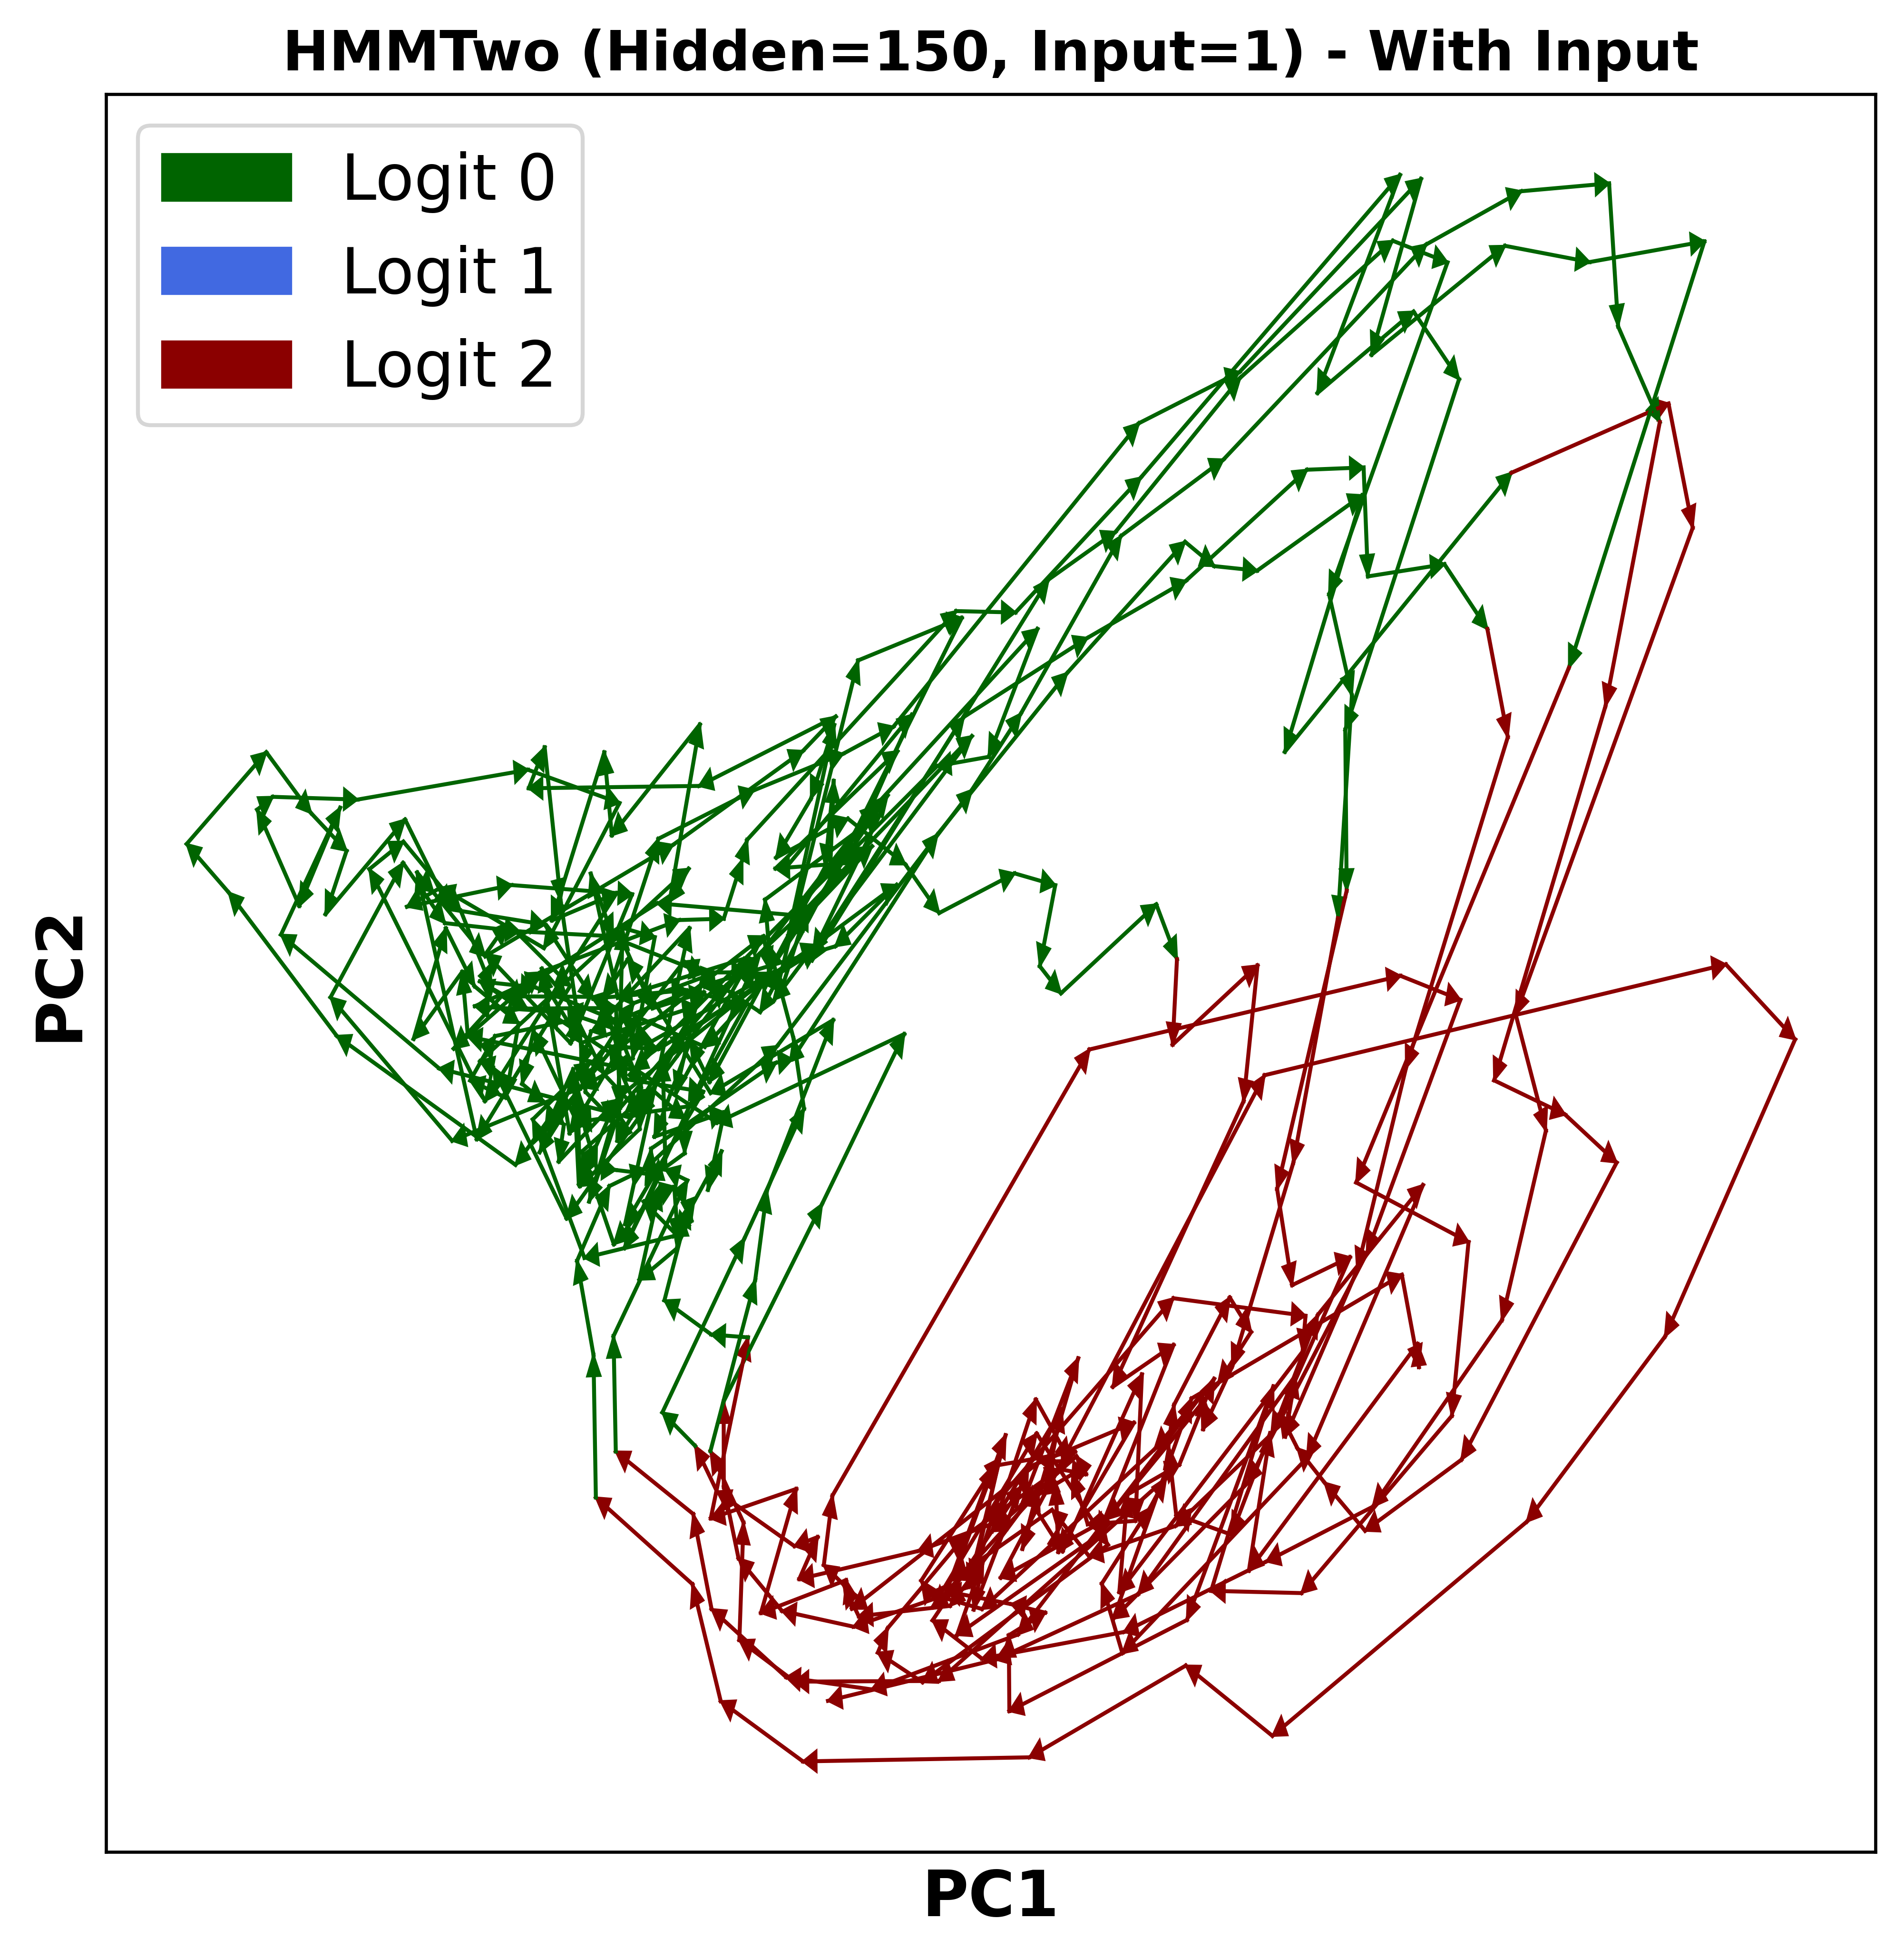 HMMTwo (Hidden=150, Input=1) - With Input
Logit 0
Logit 1
Logit 2
PC2
PC1